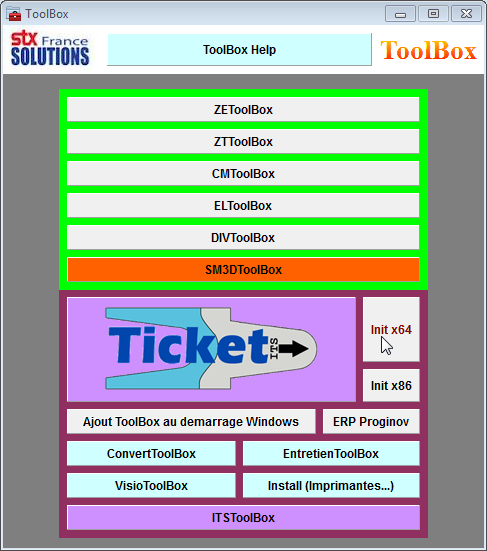 ToolBox
stx France
SOLUTIONS
ToolBox Help
ToolBox
ZEToolBox
ZTToolBox
CMToolBox
ELToolBox
DIVToolBox
SM3DToolBox
Ticket ITS
Init x64
Init x86
Ajout ToolBox au demarrage Windows
ERP Proginov
ConvertToolBox
EntretienToolBox
VisioToolBox
Install (Imprimantes...)
ITSToolBox